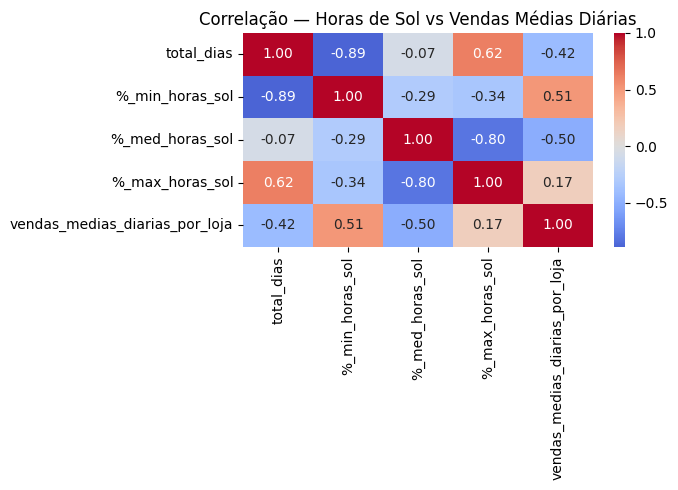 Correlação — Horas de Sol vs Vendas Médias Diárias
total_dias 1.00 -0.89 -0.07 0.62 -0.42
%_min_horas_sol -0.89 1.00 -0.29 -0.34 0.51
%_med_horas_sol -0.07 -0.29 1.00 -0.80 -0.50
%_max_horas_sol 0.62 -0.34 -0.80 1.00 0.17
vendas_medias_diarias_por_loja -0.42 0.51 -0.50 0.17 1.00
total_dias
%_min_horas_sol
%_med_horas_sol
%_max_horas_sol
vendas_medias_diarias_por_loja
1.0
0.5
0.0
−0.5